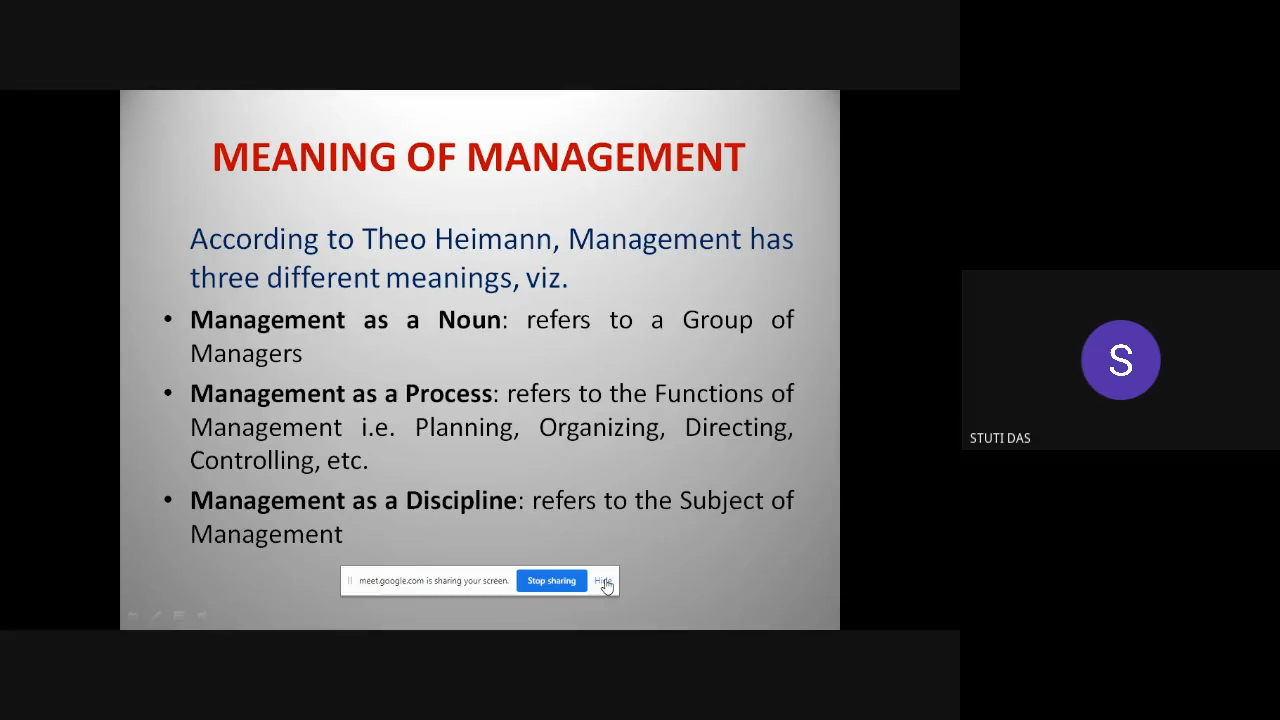 MEANING OF MANAGEMENT
According to Theo Heimann, Management has
three different meanings, viz.
• Management as a Noun: refers to a Group of
Managers
• Management as a Process: refers to the Functions of
Management i.e. Planning, Organizing, Directing,
Controlling, etc.
• Management as a Discipline: refers to the Subject of
Management
meet.google.com is sharing your screen. Stop sharing Hide
S
STUTI DAS